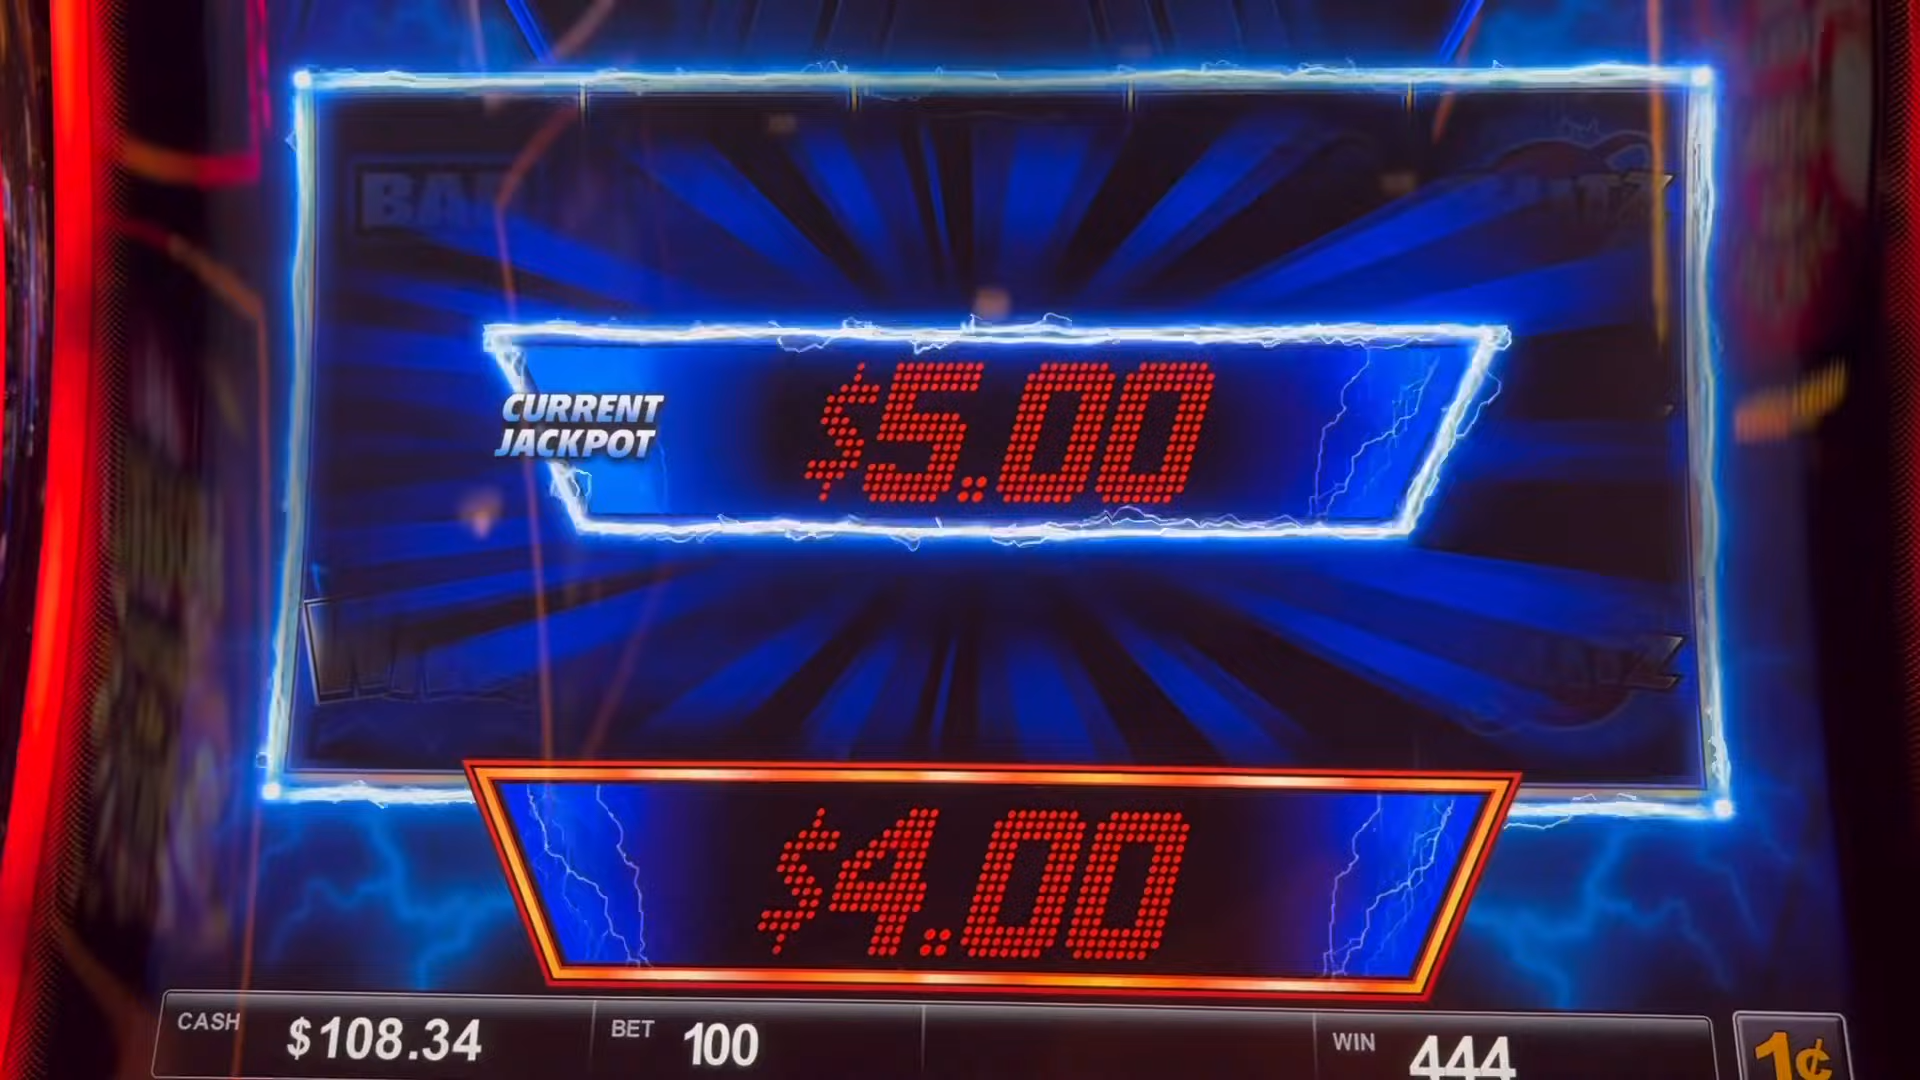 CURRENT
JACKPOT
$5.00
$4.00
CASH $108.34 BET 100 WIN 444 1¢